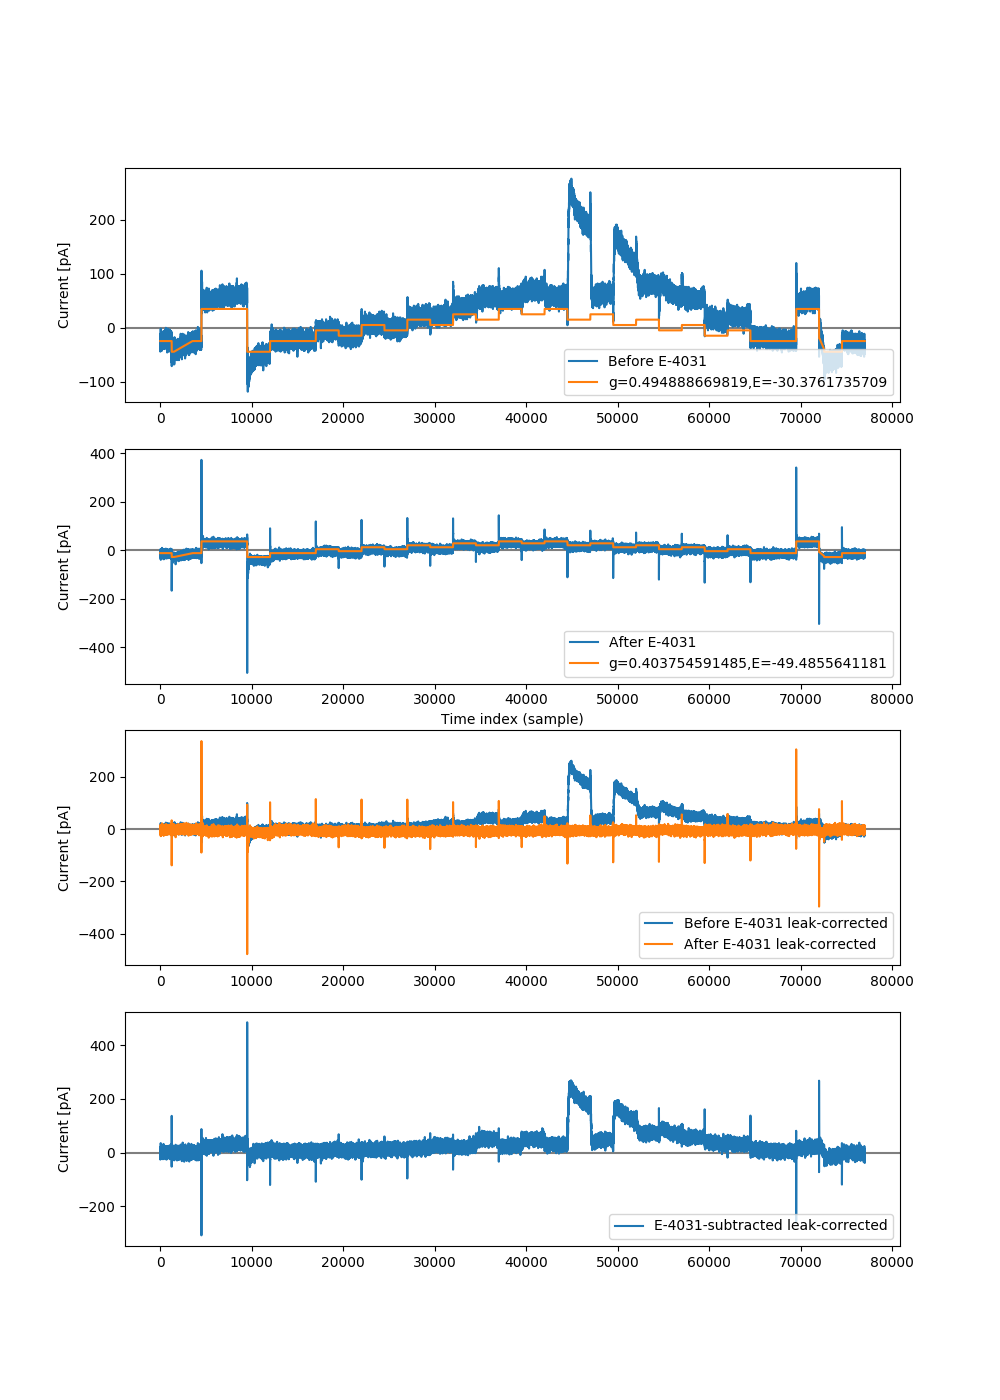 Current [pA]
200
100
0
−100
Before E-4031
g=0.494888669819,E=-30.3761735709
0 10000 20000 30000 40000 50000 60000 70000 80000
Current [pA]
400
200
0
−200
−400
After E-4031
g=0.403754591485,E=-49.4855641181
0 10000 20000 30000 40000 50000 60000 70000 80000
Time index (sample)
Current [pA]
200
0
−200
−400
Before E-4031 leak-corrected
After E-4031 leak-corrected
0 10000 20000 30000 40000 50000 60000 70000 80000
Current [pA]
400
200
0
−200
E-4031-subtracted leak-corrected
0 10000 20000 30000 40000 50000 60000 70000 80000